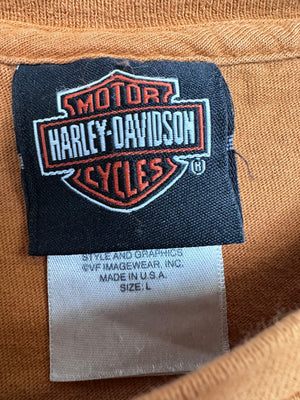 MOTOR
HARLEY-DAVIDSON
CYCLES
®
STYLE AND GRAPHICS
©VF IMAGEWEAR, INC.
MADE IN U.S.A.
SIZE: L